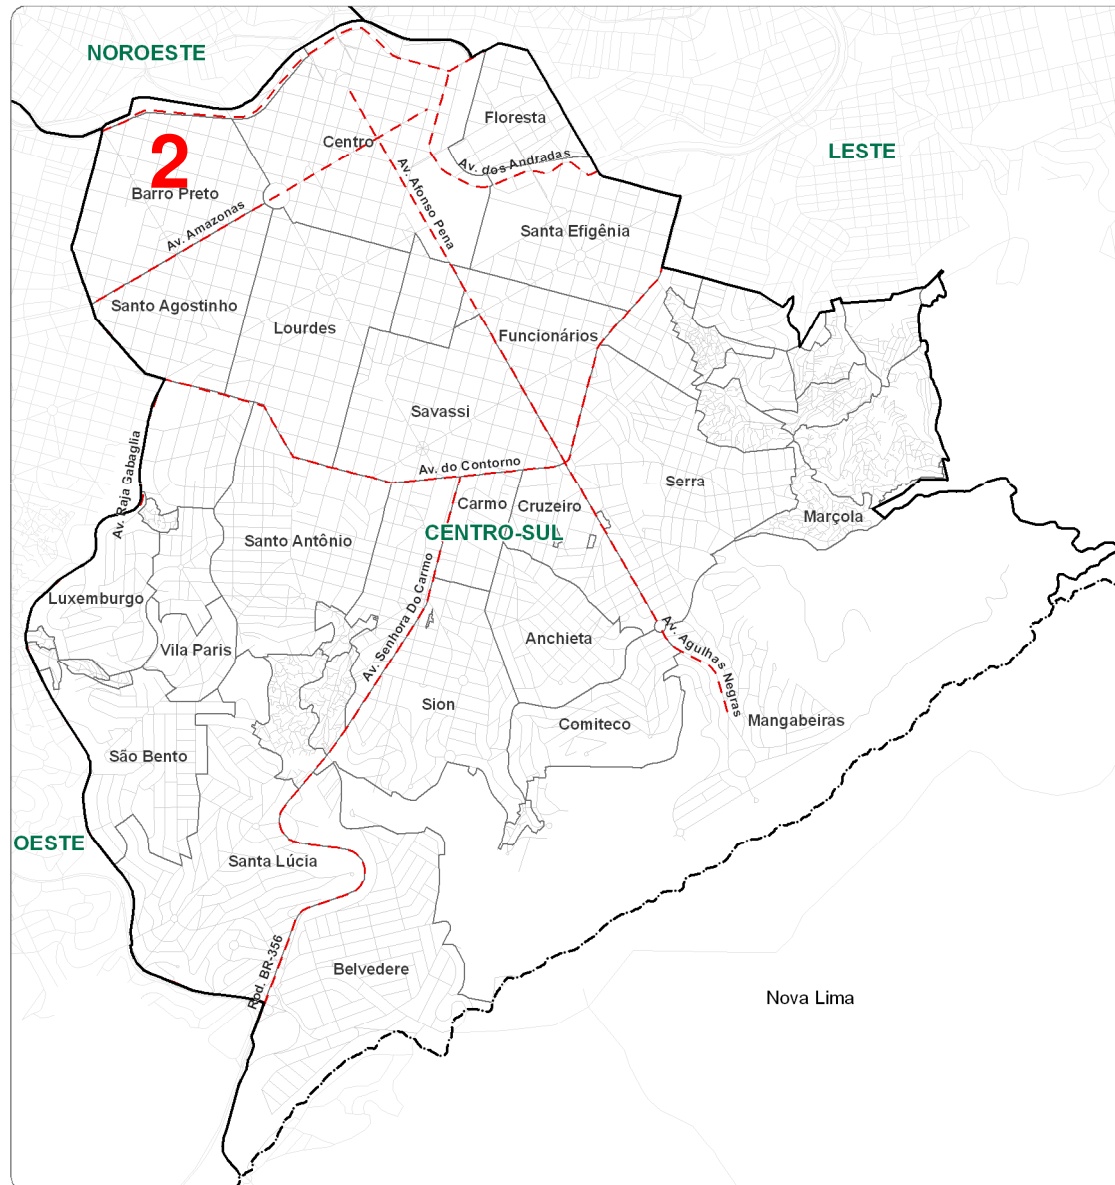 NOROESTE
Floresta
Centro
LESTE
2
Av. dos Andradas
Barro Preto
Av. Afonso Pena
Av. Amazonas
Santa Efigênia
Santo Agostinho
Lourdes
Funcionários
Savassi
Av. do Contorno
Av. Raja Gabaglia
Serra
Carmo
Cruzeiro
Marçola
CENTRO-SUL
Santo Antônio
Luxemburgo
Av. Senhora Do Carmo
Vila Paris
Anchieta
Av. Agulhas Negras
Sion
Comiteco
Mangabeiras
São Bento
OESTE
Santa Lúcia
Rod. BR-356
Belvedere
Nova Lima